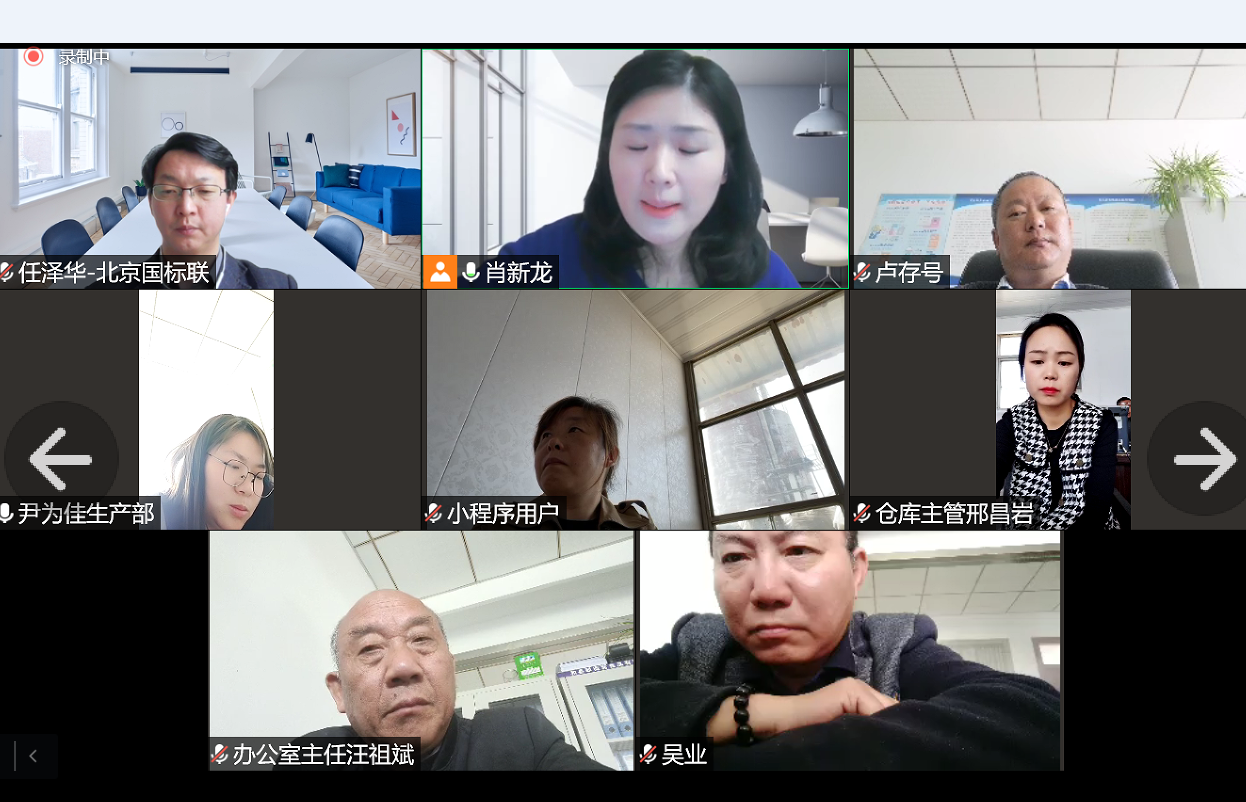 录制中
任泽华-北京国标联
肖新龙
卢存号
尹为佳生产部
小程序用户
仓库主管邢昌岩
办公室主任汪祖斌
吴业